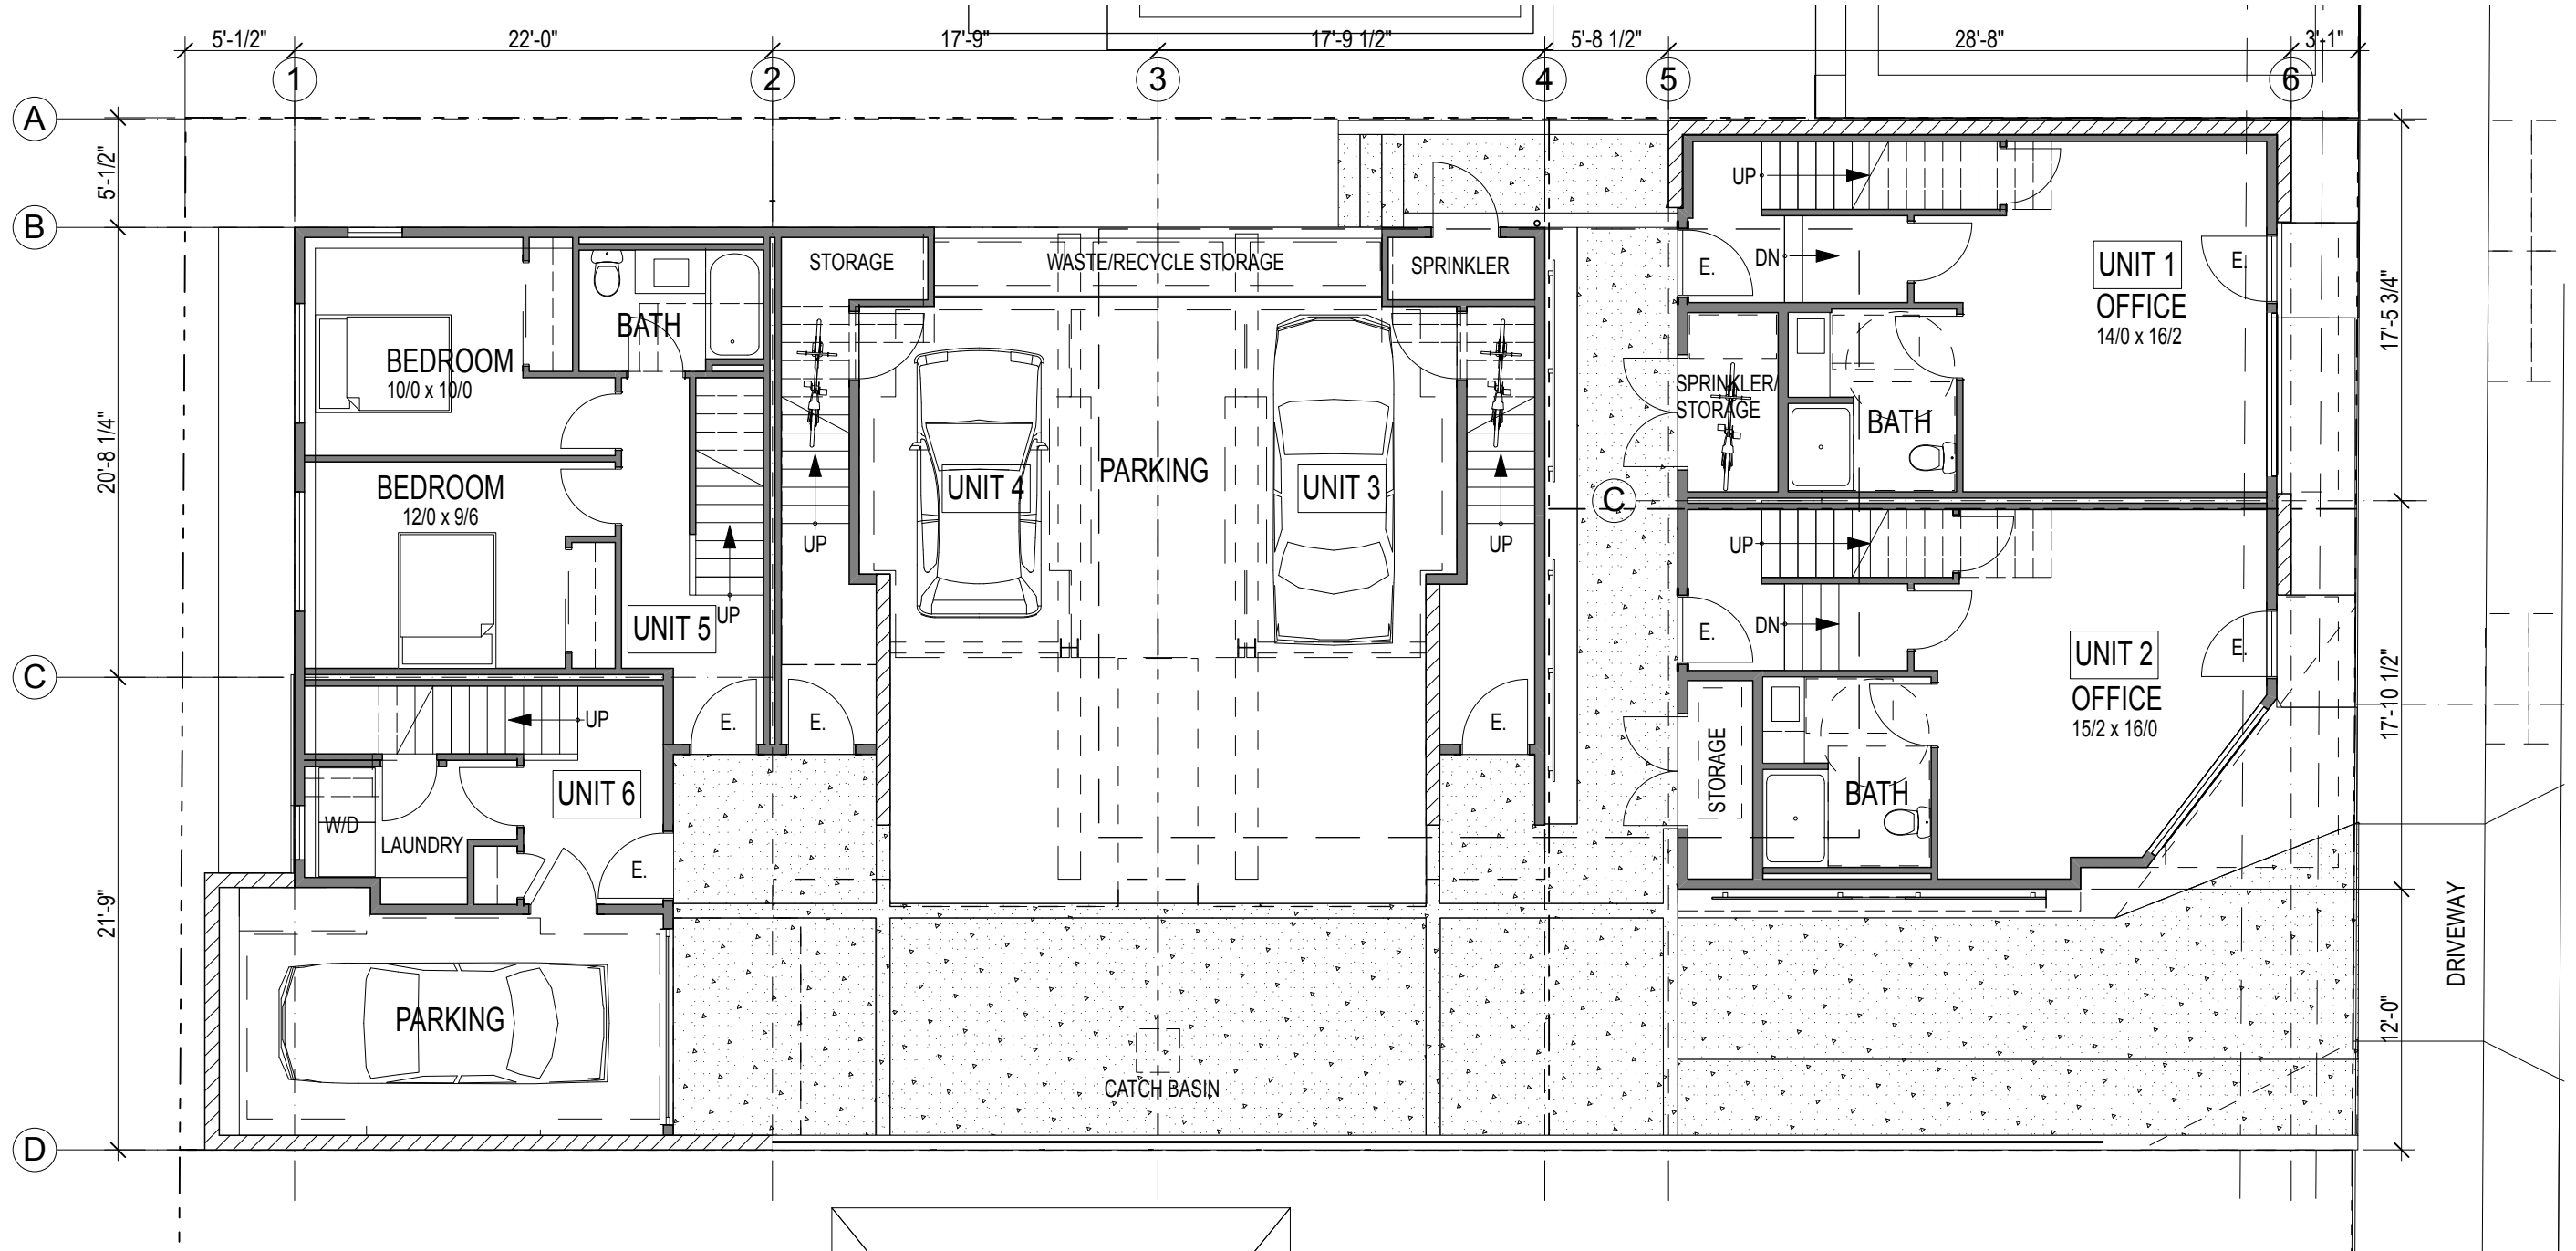 5'-1/2"
22'-0"
17'-9"
17'-9 1/2"
5'-8 1/2"
28'-8"
3'-1"
1
2
3
4
5
6
A
B
C
D
5'-1/2"
20'-8 1/4"
21'-9"
BEDROOM
10/0 x 10/0
BATH
BEDROOM
12/0 x 9/6
UNIT 5
UP
UP
E.
UNIT 6
W/D
LAUNDRY
E.
PARKING
STORAGE
WASTE/RECYCLE STORAGE
SPRINKLER
UNIT 4
PARKING
UNIT 3
UP
UP
E.
E.
CATCH BASIN
C
UP
DN
E.
UNIT 1
OFFICE
14/0 x 16/2
E.
SPRINKLER/
STORAGE
BATH
UP
DN
E.
UNIT 2
OFFICE
15/2 x 16/0
E.
STORAGE
BATH
17'-5 3/4"
17'-10 1/2"
12'-0"
DRIVEWAY